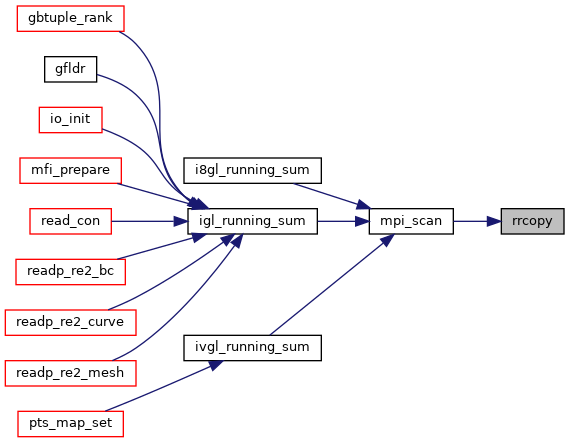 gbtuple_rank
gfldr
io_init
mfi_prepare
i8gl_running_sum
read_con
igl_running_sum
mpi_scan
rrcopy
readp_re2_bc
readp_re2_curve
ivgl_running_sum
readp_re2_mesh
pts_map_set